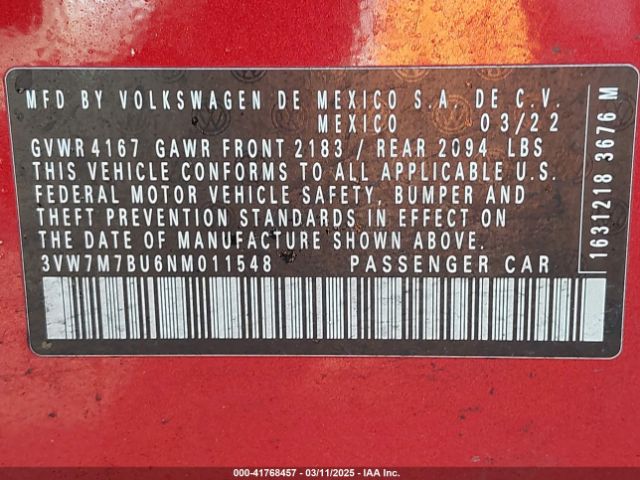 MFD BY VOLKSWAGEN DE MEXICO S.A. DE C.V.
MEXICO 03/22
GVWR 4167 GAWR FRONT 2183 / REAR 2094 LBS
THIS VEHICLE CONFORMS TO ALL APPLICABLE U.S.
FEDERAL MOTOR VEHICLE SAFETY, BUMPER AND
THEFT PREVENTION STANDARDS IN EFFECT ON
THE DATE OF MANUFACTURE SHOWN ABOVE.
3VW7M7BU6NM011548 PASSENGER CAR
1631218 3676 M
000-41768457 - 03/11/2025 - IAA Inc.